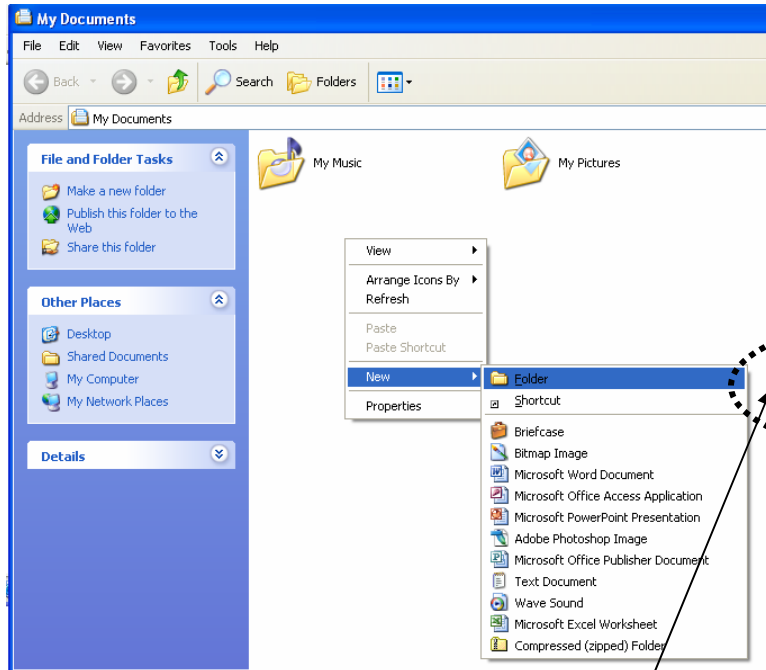 My Documents
File Edit View Favorites Tools Help
Back Search Folders
Address My Documents
File and Folder Tasks
Make a new folder
Publish this folder to the
Web
Share this folder
Other Places
Desktop
Shared Documents
My Computer
My Network Places
Details
My Music
My Pictures
View
Arrange Icons By
Refresh
Paste
Paste Shortcut
New
Properties
Folder
Shortcut
Briefcase
Bitmap Image
Microsoft Word Document
Microsoft Office Access Application
Microsoft PowerPoint Presentation
Adobe Photoshop Image
Microsoft Office Publisher Document
Text Document
Wave Sound
Microsoft Excel Worksheet
Compressed (zipped) Folder